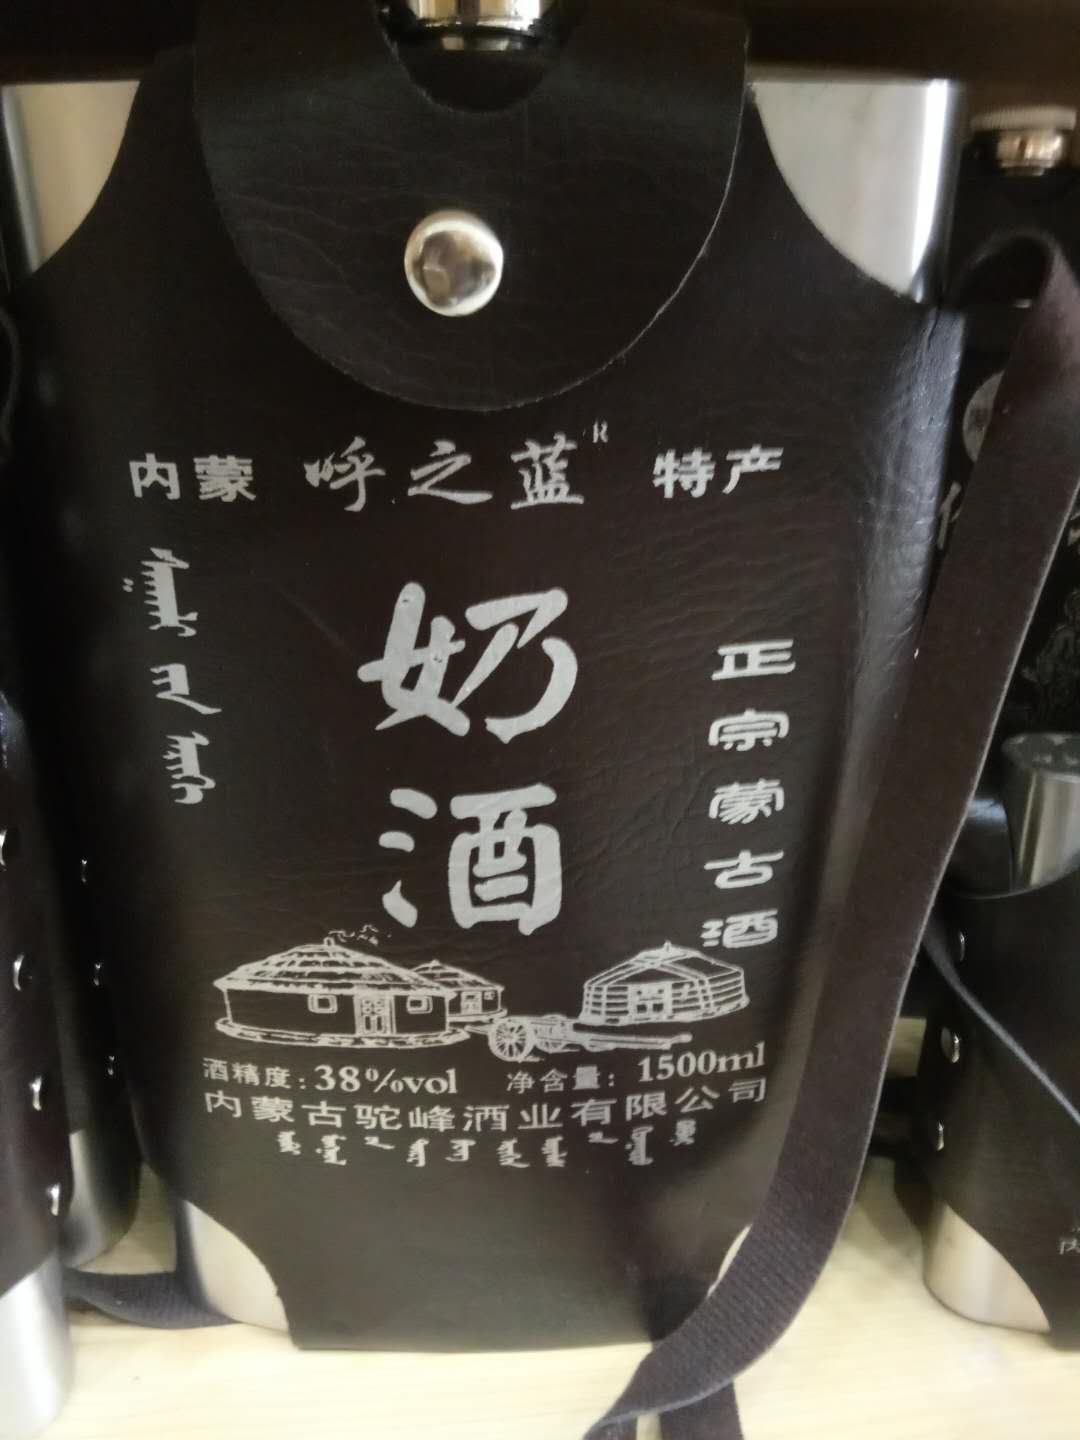 内蒙 呼之蓝 R 特产
奶酒
正宗蒙古酒
酒精度:38%vol 净含量:1500ml
内蒙古驼峰酒业有限公司